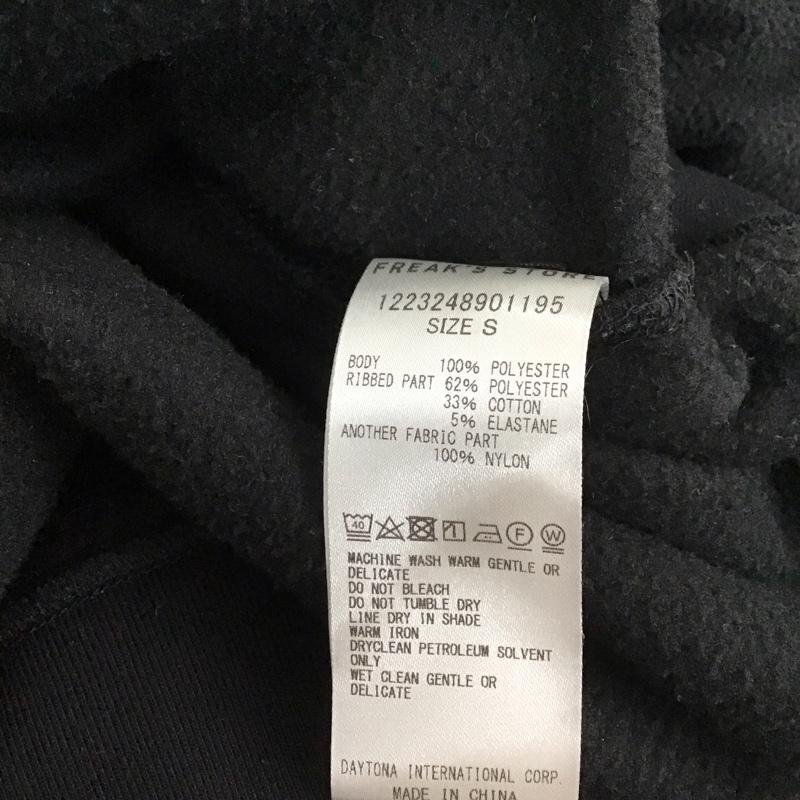 FREAK'S STORE
1223248901195
SIZE S
BODY 100% POLYESTER
RIBBED PART 62% POLYESTER
33% COTTON
5% ELASTANE
ANOTHER FABRIC PART
100% NYLON
40 F W
MACHINE WASH WARM GENTLE OR
DELICATE
DO NOT BLEACH
DO NOT TUMBLE DRY
LINE DRY IN SHADE
WARM IRON
DRYCLEAN PETROLEUM SOLVENT
ONLY
WET CLEAN GENTLE OR
DELICATE
DAYTONA INTERNATIONAL CORP.
MADE IN CHINA